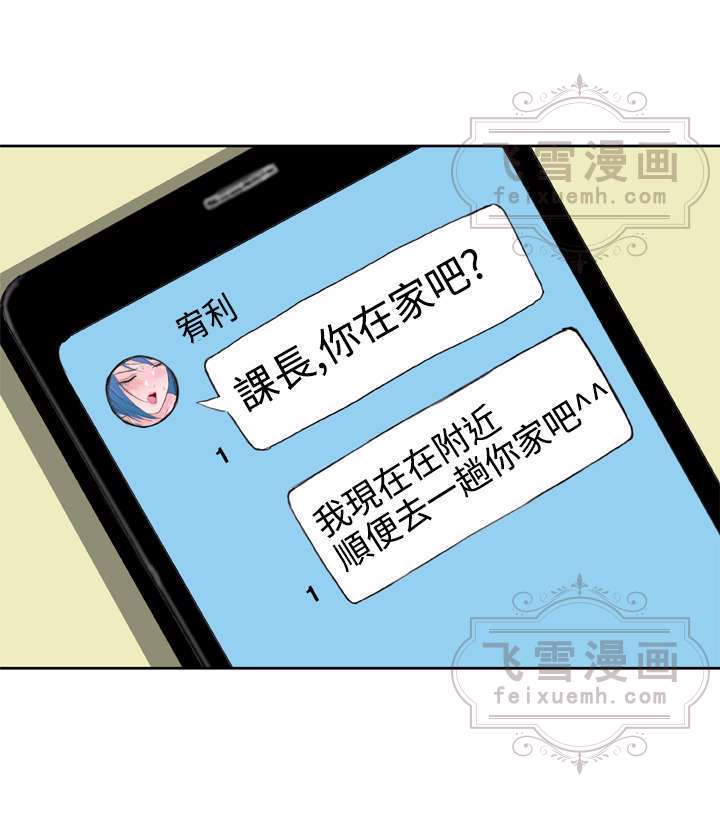 飞雪漫画
feixuemh.com
宥利
課長,你在家吧?
1
我現在在附近
順便去一趟你家吧^^
1
飞雪漫画
feixuemh.com